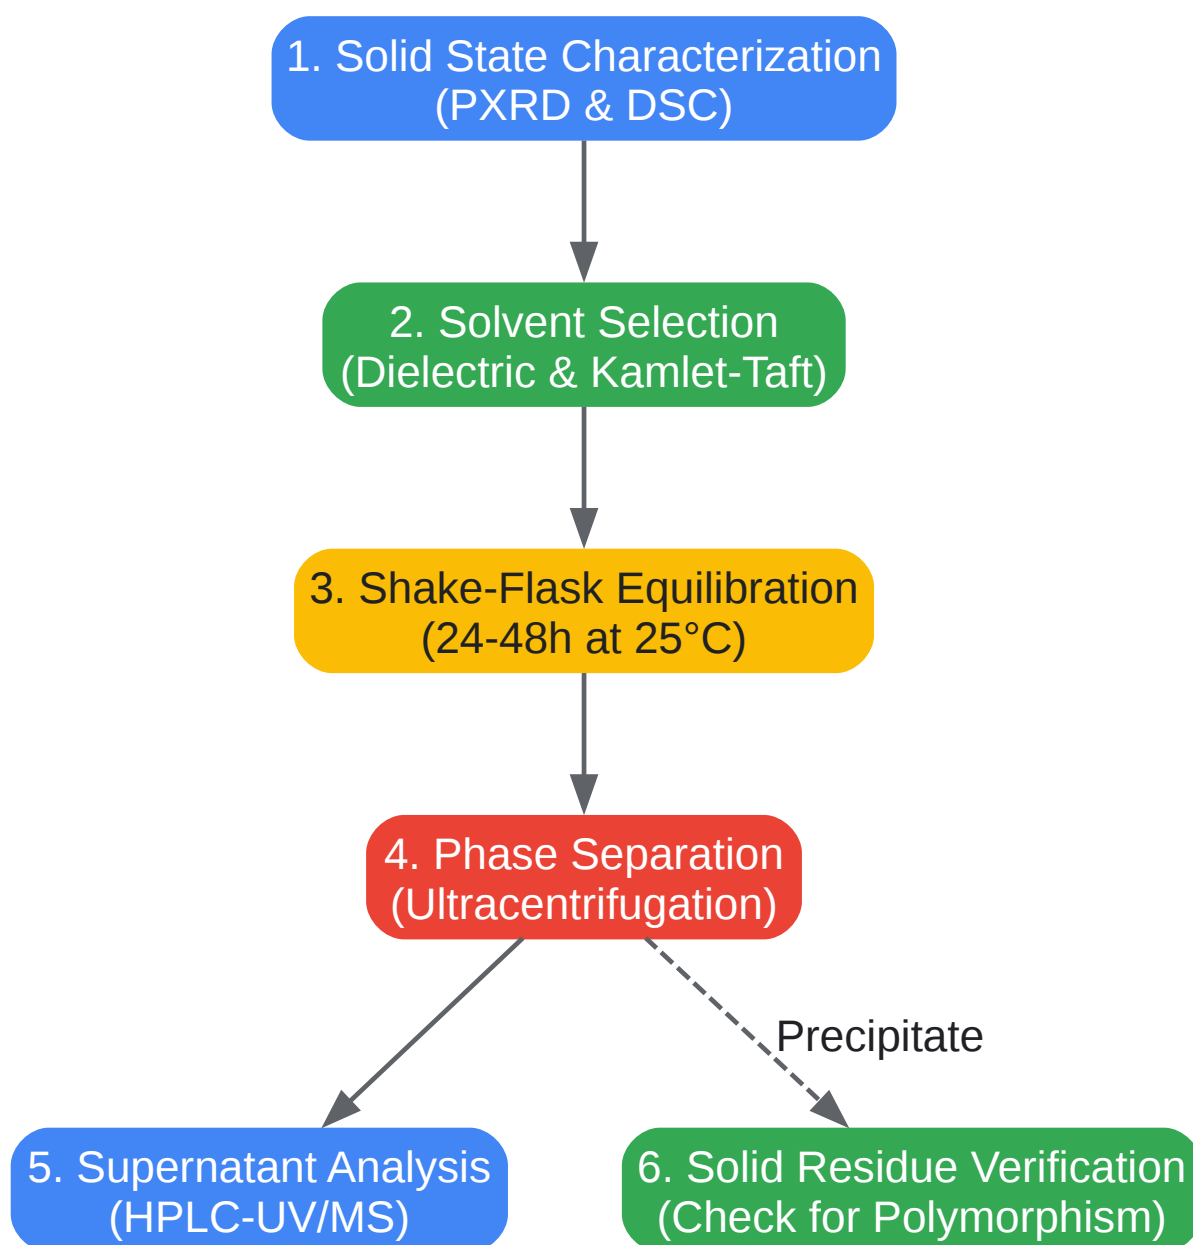 1. Solid State Characterization
(PXRD & DSC)
2. Solvent Selection
(Dielectric & Kamlet-Taft)
3. Shake-Flask Equilibration
(24-48h at 25°C)
4. Phase Separation
(Ultracentrifugation)
Precipitate
5. Supernatant Analysis
(HPLC-UV/MS)
6. Solid Residue Verification
(Check for Polymorphism)